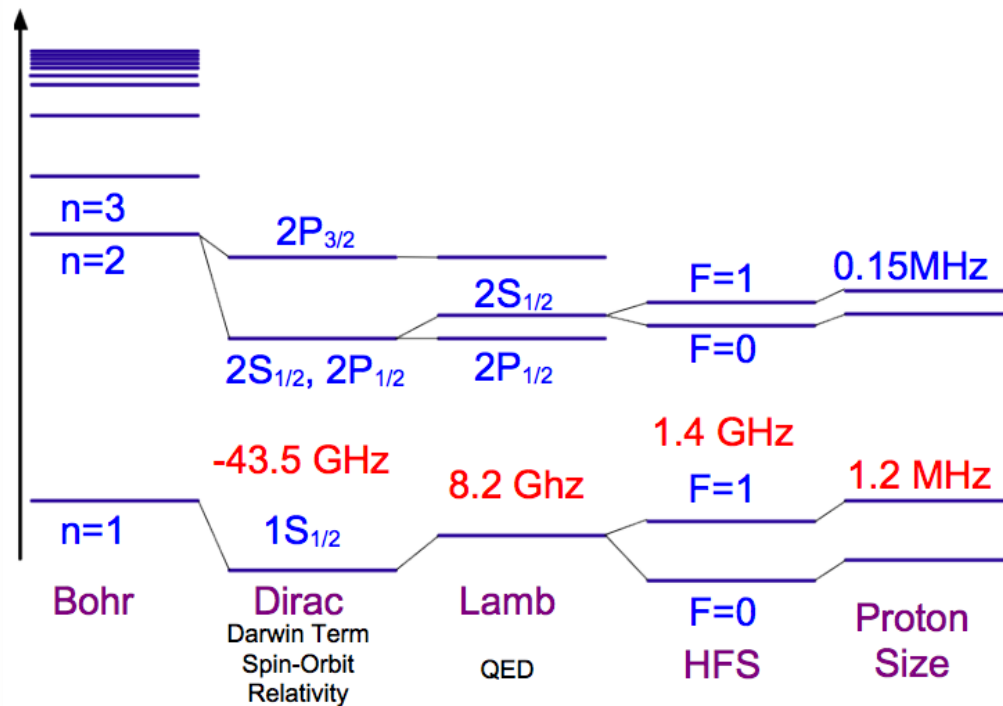 n=3
n=2
2P3/2
2S1/2
F=1
0.15MHz
F=0
2S1/2, 2P1/2
2P1/2
-43.5 GHz
8.2 Ghz
1.4 GHz
F=1
1.2 MHz
n=1
1S1/2
F=0
Bohr
Dirac
Darwin Term
Spin-Orbit
Relativity
Lamb
QED
HFS
Proton
Size